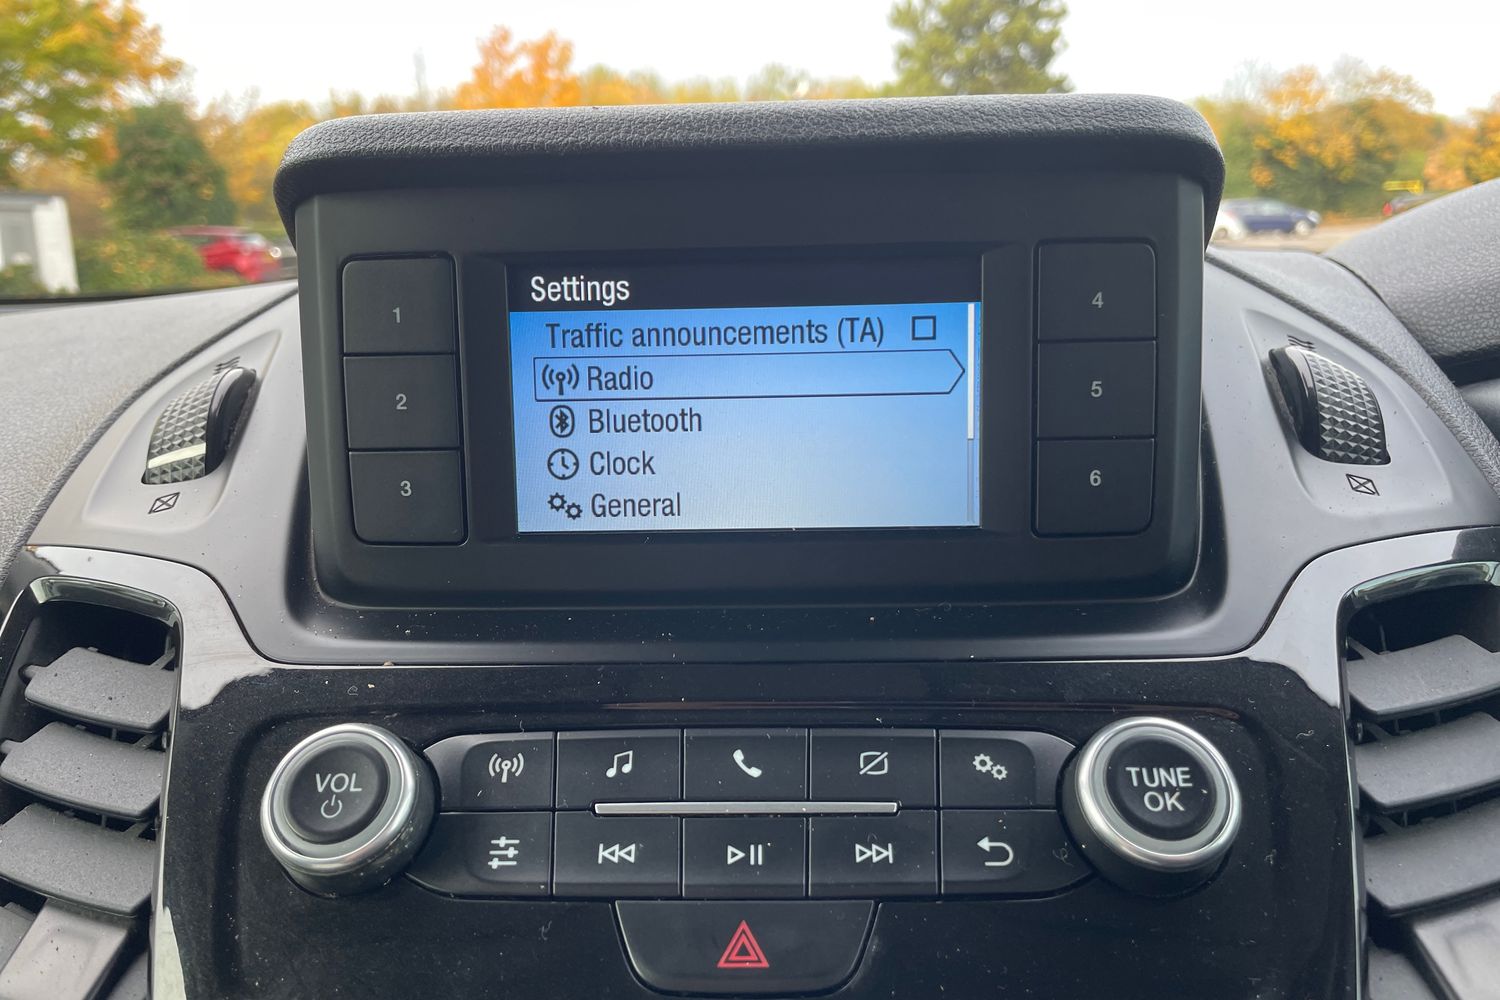 Settings
Traffic announcements (TA)
Radio
Bluetooth
Clock
General
1
2
3
4
5
6
VOL
TUNE
OK